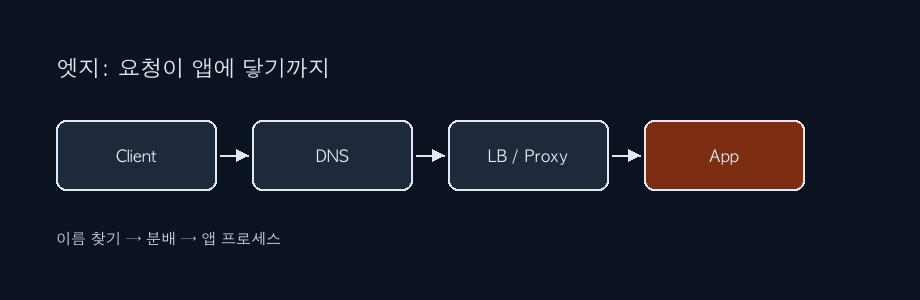 엣지: 요청이 앱에 닿기까지
Client
DNS
LB / Proxy
App
이름 찾기 → 분배 → 앱 프로세스